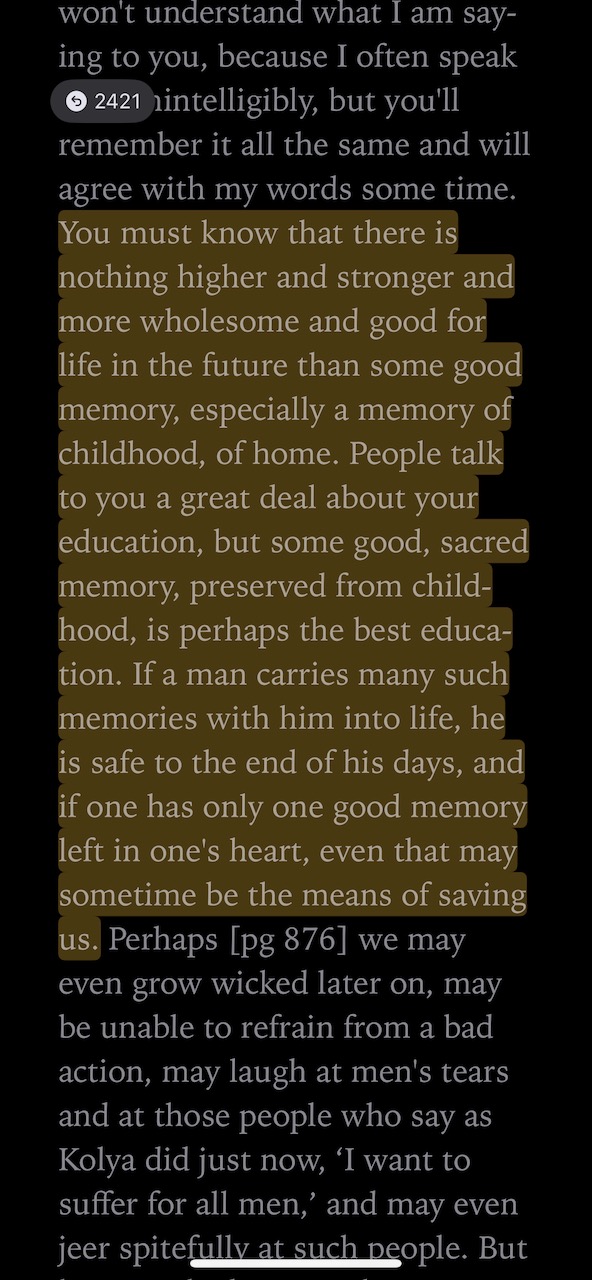 won't understand what I am say-
ing to you, because I often speak
2421
nintelligibly, but you'll
remember it all the same and will
agree with my words some time.
You must know that there is
nothing higher and stronger and
more wholesome and good for
life in the future than some good
memory, especially a memory of
childhood, of home. People talk
to you a great deal about your
education, but some good, sacred
memory, preserved from child-
hood, is perhaps the best educa-
tion. If a man carries many such
memories with him into life, he
is safe to the end of his days, and
if one has only one good memory
left in one's heart, even that may
sometime be the means of saving
us. Perhaps [pg 876] we may
even grow wicked later on, may
be unable to refrain from a bad
action, may laugh at men's tears
and at those people who say as
Kolya did just now, ‘I want to
suffer for all men,’ and may even
jeer spitefully at such people. But